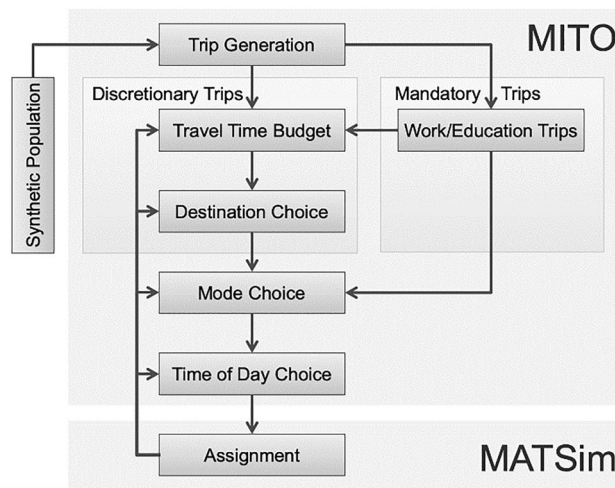 Trip Generation
MITO
Synthetic Population
Discretionary Trips
Mandatory Trips
Travel Time Budget
Work/Education Trips
Destination Choice
Mode Choice
Time of Day Choice
Assignment
MATSim